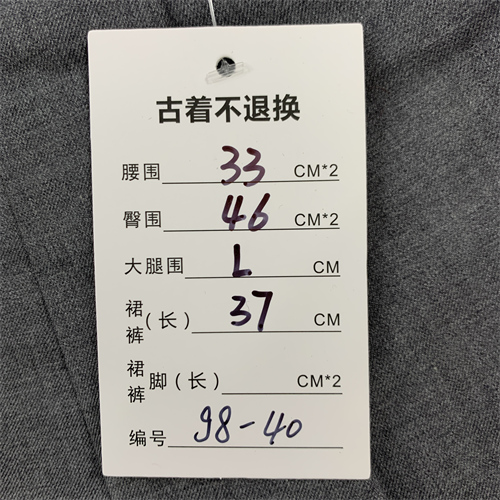 古着不退换
腰围 33 CM*2
臀围 46 CM*2
大腿围 L CM
裙裤(长) 37 CM
裙裤脚(长) CM*2
编号 98-40